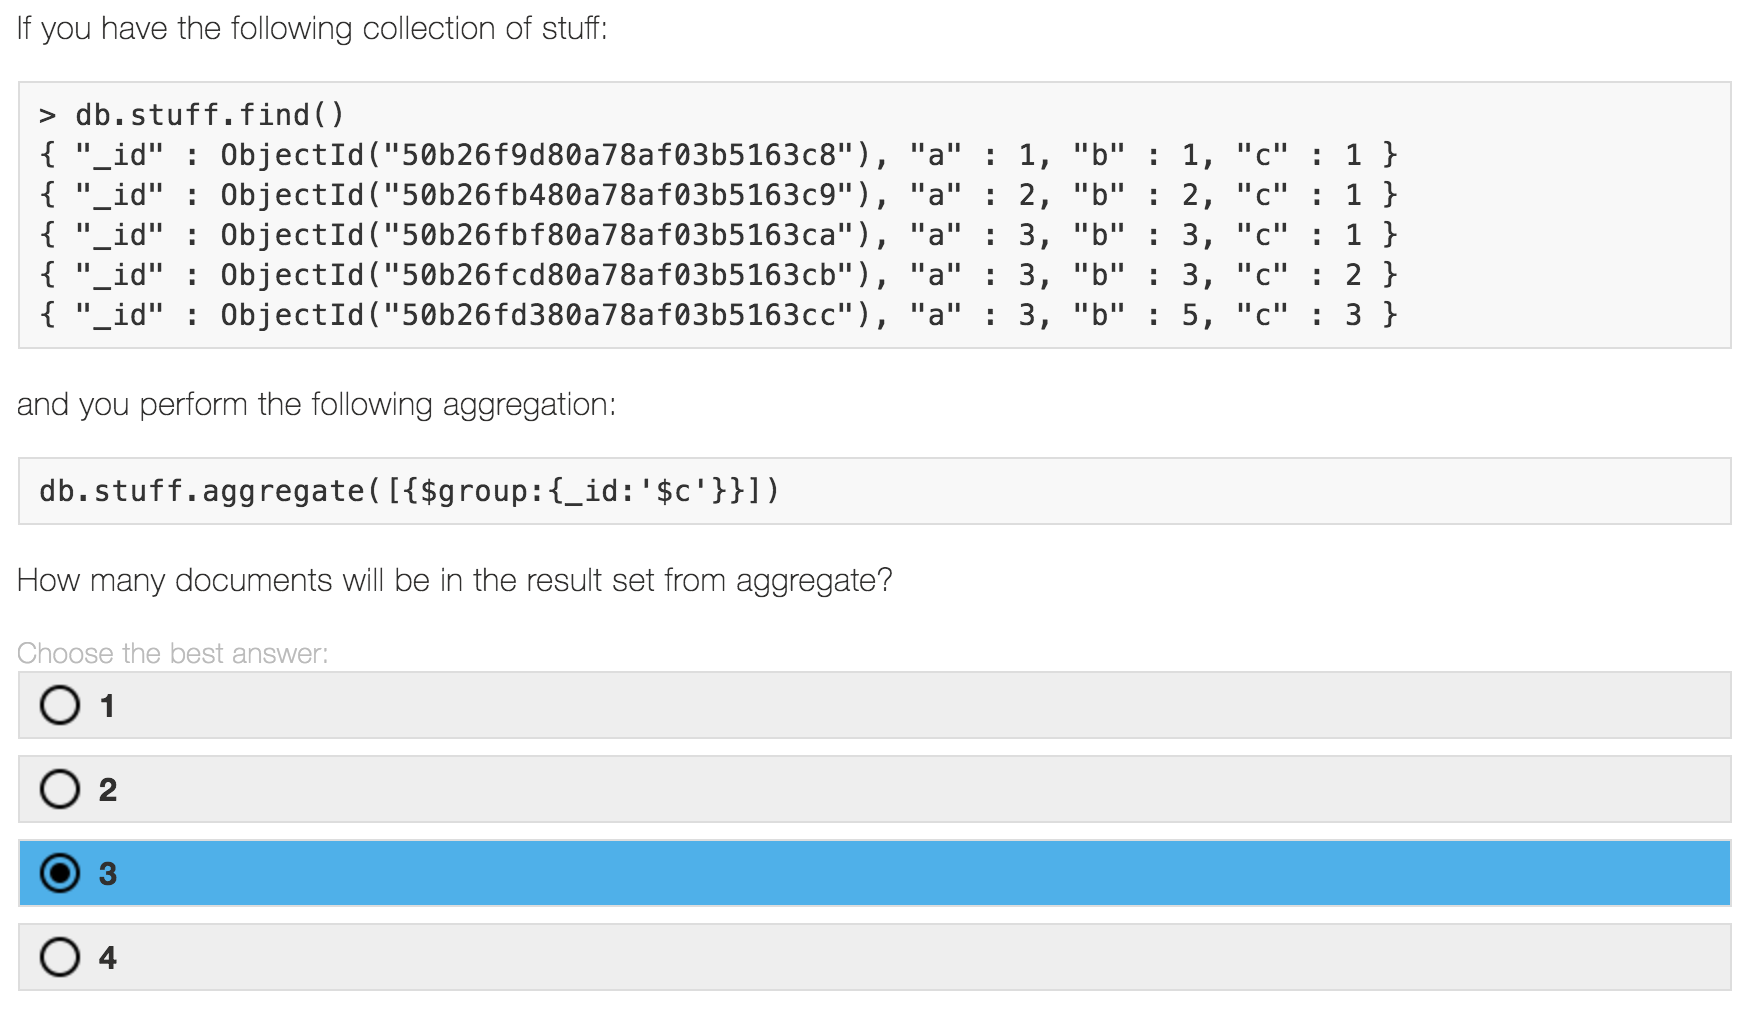 If you have the following collection of stuff:
> db.stuff.find()
{ "_id" : ObjectId("50b26f9d80a78af03b5163c8"), "a" : 1, "b" : 1, "c" : 1 }
{ "_id" : ObjectId("50b26fb480a78af03b5163c9"), "a" : 2, "b" : 2, "c" : 1 }
{ "_id" : ObjectId("50b26fbf80a78af03b5163ca"), "a" : 3, "b" : 3, "c" : 1 }
{ "_id" : ObjectId("50b26fcd80a78af03b5163cb"), "a" : 3, "b" : 3, "c" : 2 }
{ "_id" : ObjectId("50b26fd380a78af03b5163cc"), "a" : 3, "b" : 5, "c" : 3 }
and you perform the following aggregation:
db.stuff.aggregate([{$group:{_id:'$c'}}])
How many documents will be in the result set from aggregate?
Choose the best answer:
1
2
3
4